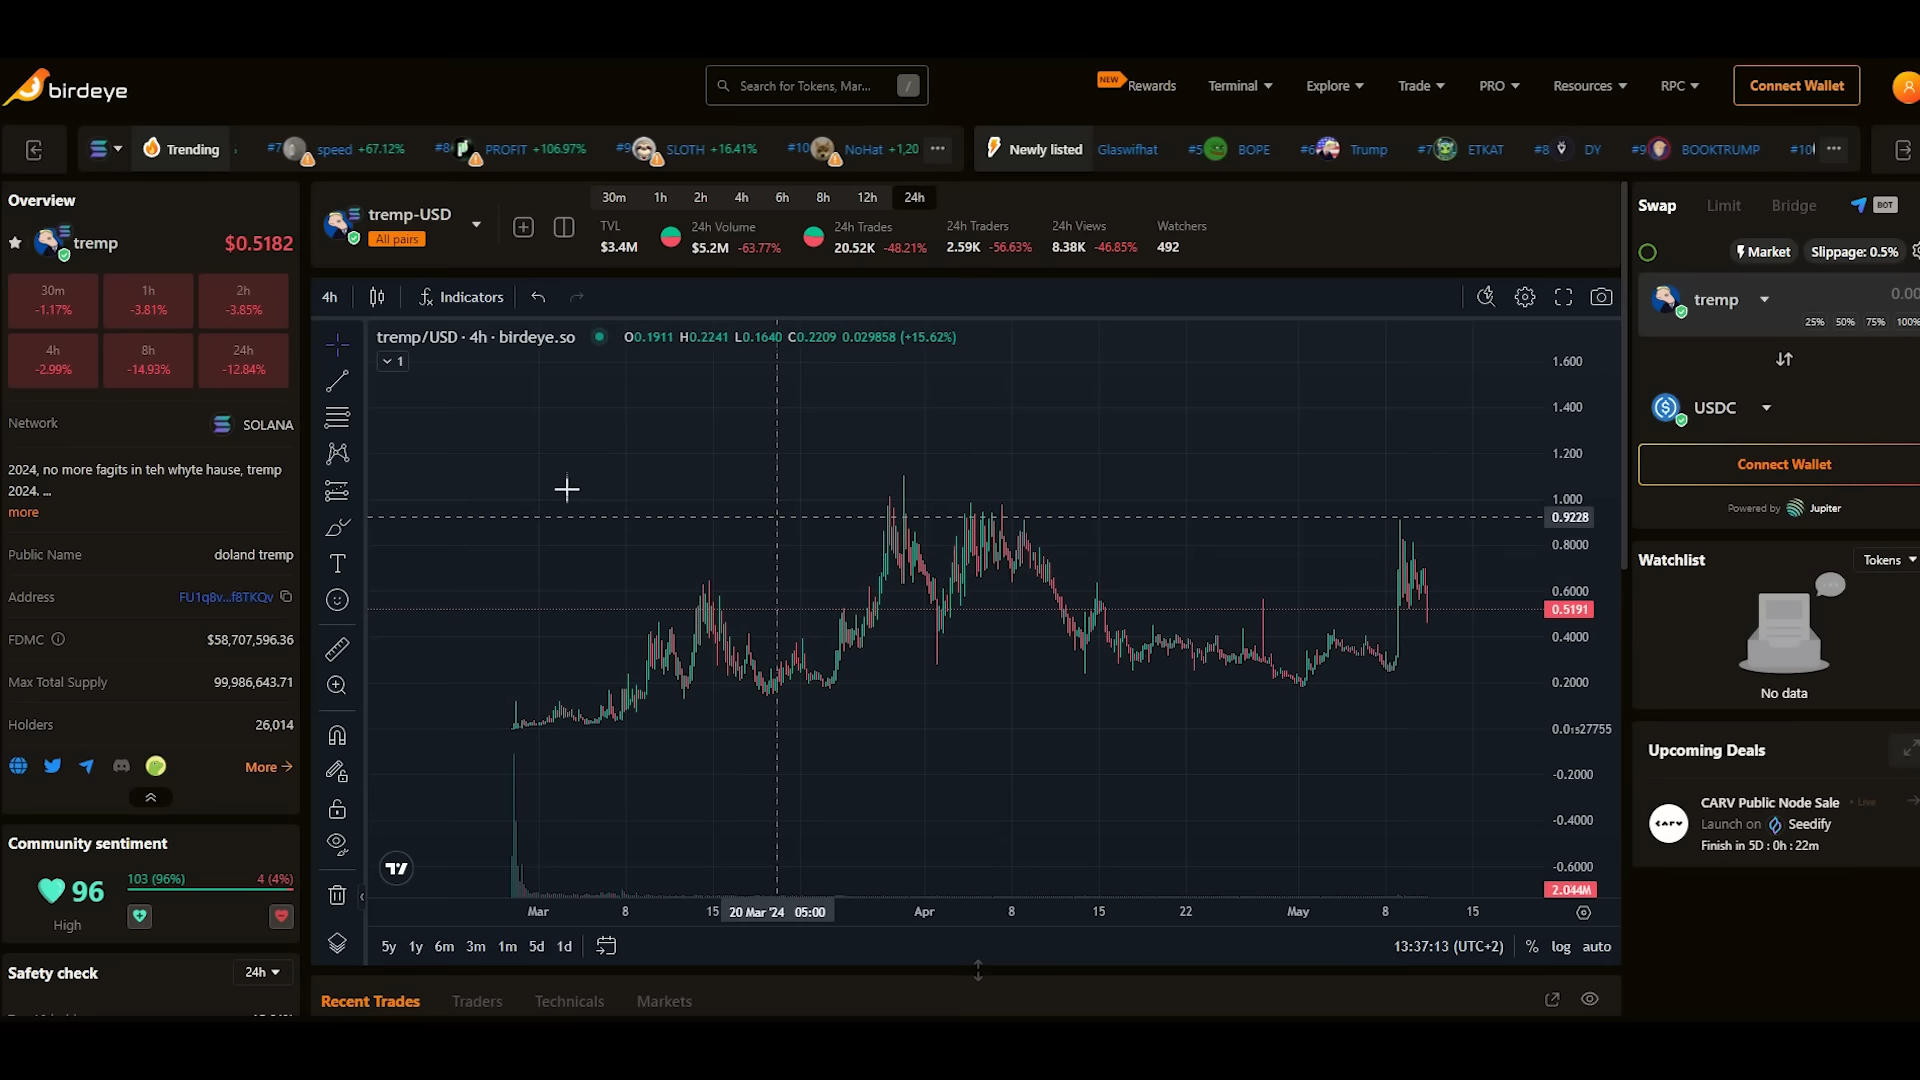 birdeye
Search for Tokens, Mar... /
NEW Rewards Terminal Explore Trade PRO Resources RPC Connect Wallet
Trending #7 speed +67.12% #8 PROFIT +106.97% #9 SLOTH +16.41% #10 NoHat +1,20 ...
Newly listed Glaswifhat #5 BOPE #6 Trump #7 ETKAT #8 DY #9 BOOKTRUMP #10 ...
Overview
tremp $0.5182
30m 1h 2h
-1.17% -3.81% -3.85%
4h 8h 24h
-2.99% -14.93% -12.84%
Network SOLANA
2024, no more fagits in teh whyte hause, tremp
2024. ...
more
Public Name doland tremp
Address FU1q8v...f8TKQv
FDMC $58,707,596.36
Max Total Supply 99,986,643.71
Holders 26,014
More
Community sentiment
96 103 (96%) 4 (4%)
High
Safety check 24h
tremp-USD
All pairs
30m 1h 2h 4h 6h 8h 12h 24h
TVL 24h Volume 24h Trades 24h Traders 24h Views Watchers
$3.4M $5.2M -63.77% 20.52K -48.21% 2.59K -56.63% 8.38K -46.85% 492
4h Indicators
tremp/USD · 4h · birdeye.so O0.1911 H0.2241 L0.1640 C0.2209 0.029858 (+15.62%)
1
1.600
1.400
1.200
1.000
0.9228
0.8000
0.6000
0.5191
0.4000
0.2000
0.0₁₅27755
-0.2000
-0.4000
-0.6000
2.044M
Mar 8 15 20 Mar '24 05:00 Apr 8 15 22 May 8 15
5y 1y 6m 3m 1m 5d 1d 13:37:13 (UTC+2) % log auto
Recent Trades Traders Technicals Markets
Swap Limit Bridge BOT
Market Slippage: 0.5%
tremp 0.00
25% 50% 75% 100%
USDC
Connect Wallet
Powered by Jupiter
Watchlist Tokens
No data
Upcoming Deals
CARV
CARV Public Node Sale • Live
Launch on Seedify
Finish in 5D : 0h : 22m